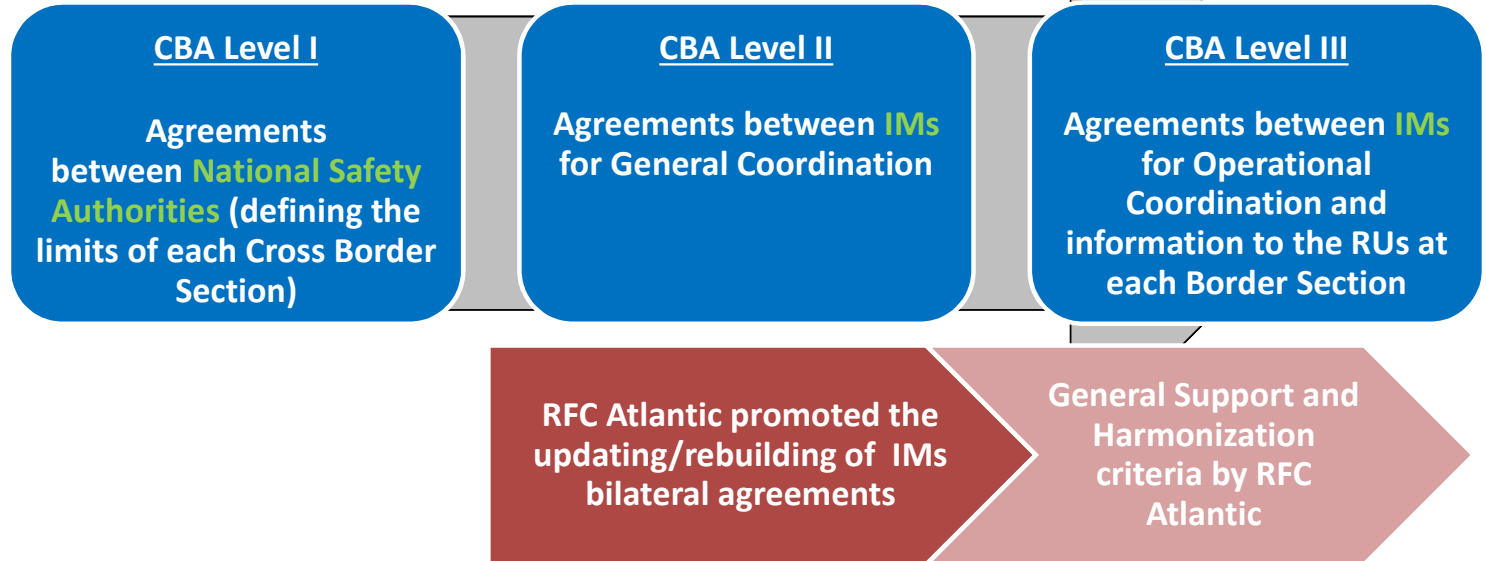 CBA Level I
Agreements
between National Safety
Authorities (defining the
limits of each Cross Border
Section)
CBA Level II
Agreements between IMs
for General Coordination
CBA Level III
Agreements between IMs
for Operational
Coordination and
information to the RUs at
each Border Section
RFC Atlantic promoted the
updating/rebuilding of IMs
bilateral agreements
General Support and
Harmonization
criteria by RFC
Atlantic